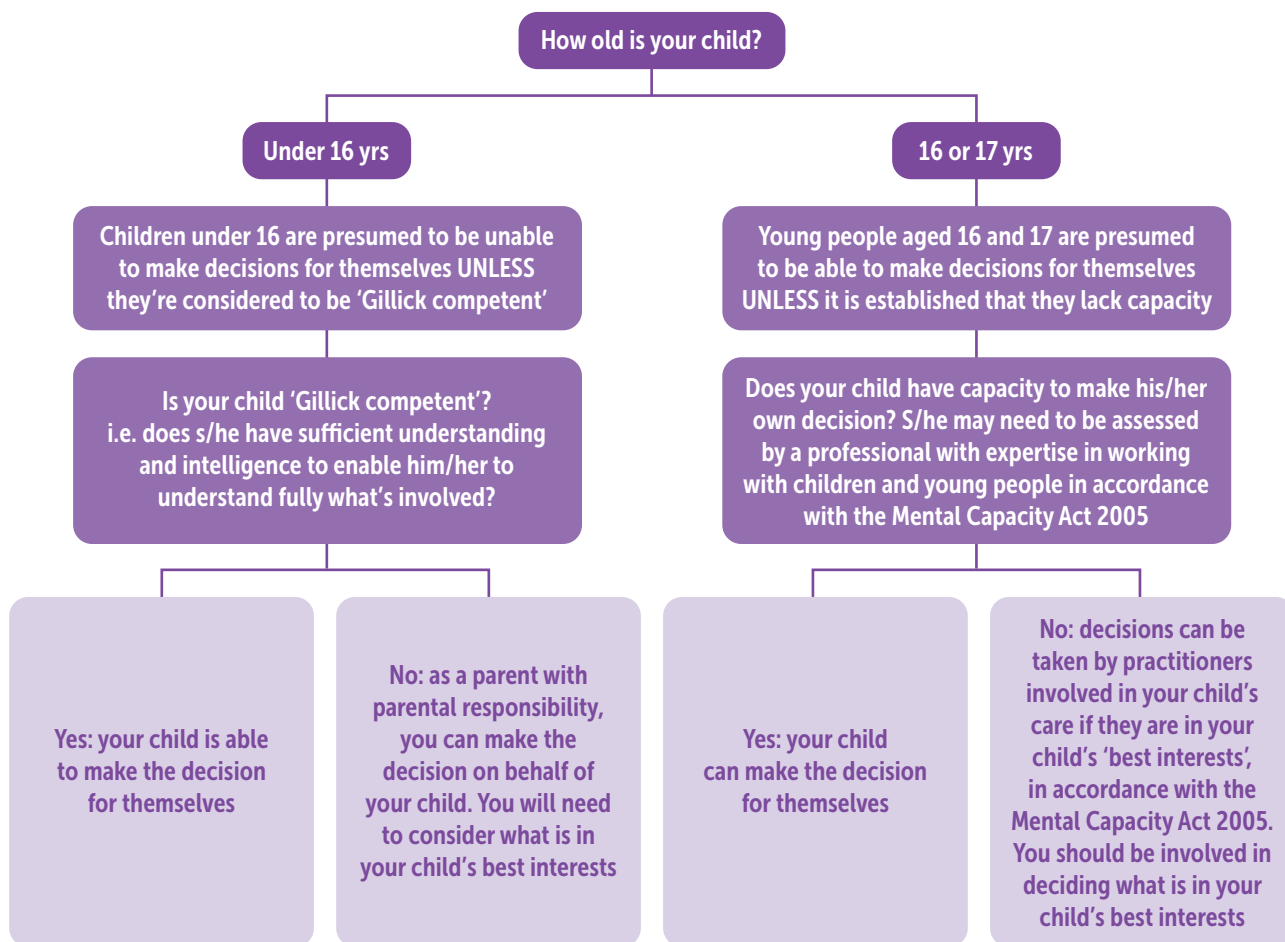 How old is your child?
Under 16 yrs
Children under 16 are presumed to be unable
to make decisions for themselves UNLESS
they’re considered to be ‘Gillick competent’
Is your child ‘Gillick competent’?
i.e. does s/he have sufficient understanding
and intelligence to enable him/her to
understand fully what’s involved?
Yes: your child is able
to make the decision
for themselves
No: as a parent with
parental responsibility,
you can make the
decision on behalf of
your child. You will need
to consider what is in
your child’s best interests
16 or 17 yrs
Young people aged 16 and 17 are presumed
to be able to make decisions for themselves
UNLESS it is established that they lack capacity
Does your child have capacity to make his/her
own decision? S/he may need to be assessed
by a professional with expertise in working
with children and young people in accordance
with the Mental Capacity Act 2005
Yes: your child
can make the decision
for themselves
No: decisions can be
taken by practitioners
involved in your child’s
care if they are in your
child’s ‘best interests’,
in accordance with the
Mental Capacity Act 2005.
You should be involved in
deciding what is in your
child’s best interests